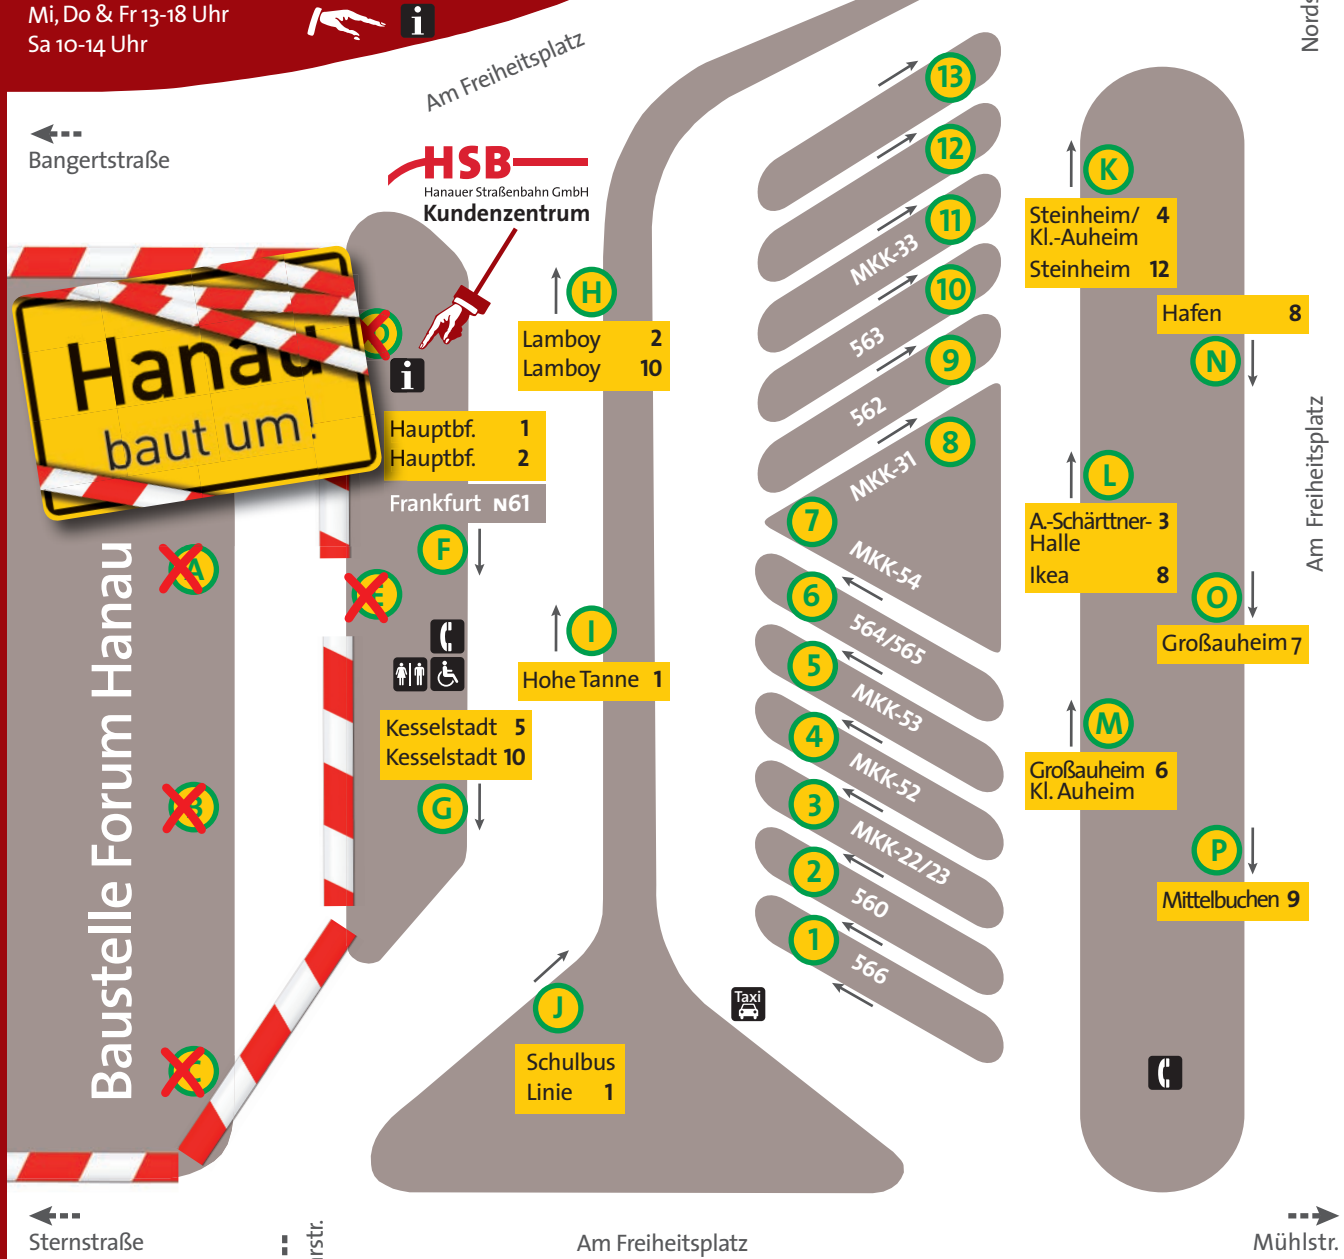 Mi, Do & Fr 13-18 Uhr
Sa 10-14 Uhr
i
Am Freiheitsplatz
Bangertstraße
HSB
Hanauer Straßenbahn GmbH
Kundenzentrum
Hanau
baut um!
D
i
Hauptbf. 1
Hauptbf. 2
Frankfurt N61
F
A
E
B
C
Baustelle Forum Hanau
Kesselstadt 5
Kesselstadt 10
G
H
Lamboy 2
Lamboy 10
I
Hohe Tanne 1
J
Schulbus
Linie 1
Taxi
13
12
11
MKK-33
10
563
9
562
8
MKK-31
7
MKK-54
6
564/565
5
MKK-53
4
MKK-52
3
MKK-22/23
2
560
1
566
K
Steinheim/ 4
Kl.-Auheim
Steinheim 12
Hafen 8
N
L
A.-Schärttner- 3
Halle
Ikea 8
O
Großauheim 7
M
Großauheim 6
Kl. Auheim
P
Mittelbuchen 9
Nords
Am Freiheitsplatz
Sternstraße
rstr.
Am Freiheitsplatz
Mühlstr.